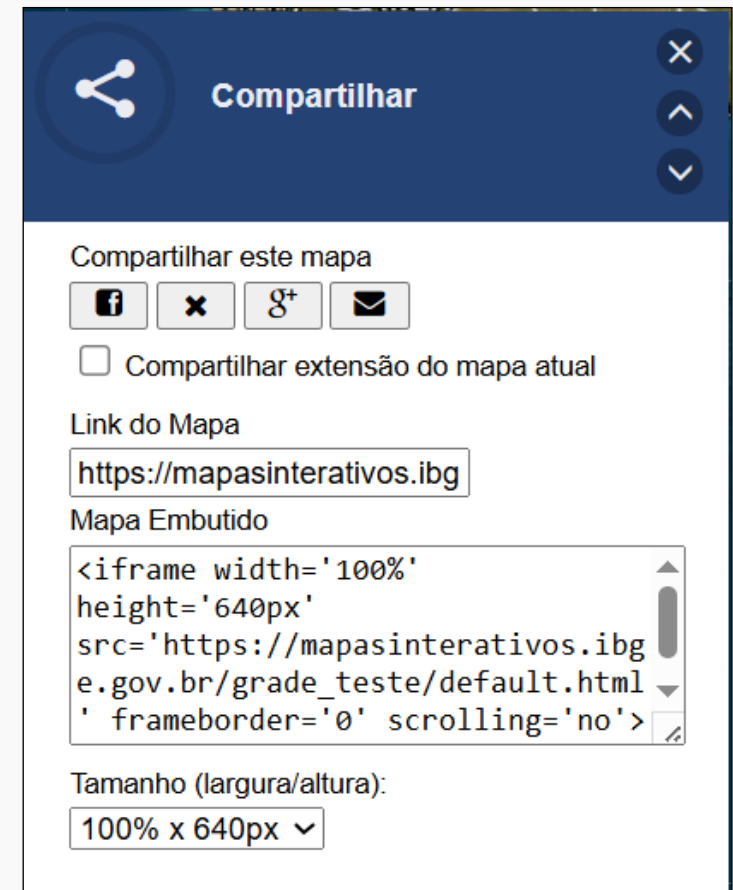 Compartilhar
Compartilhar este mapa
g+
Compartilhar extensão do mapa atual
Link do Mapa
https://mapasinterativos.ibg
Mapa Embutido
<iframe width='100%'
height='640px'
src='https://mapasinterativos.ibg
e.gov.br/grade_teste/default.html
' frameborder='0' scrolling='no'>
Tamanho (largura/altura):
100% x 640px